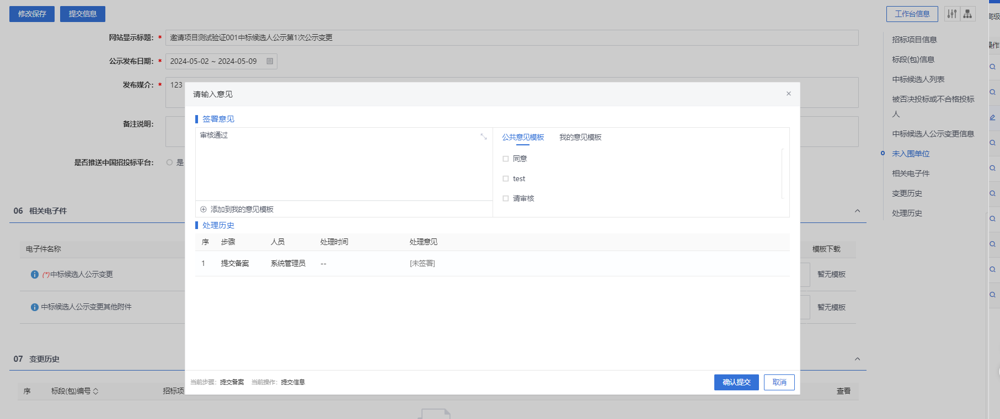 修改保存 提交信息 工作台信息
高级
网站显示标题： * 邀请项目测试验证001中标候选人公示第1次公示变更
公示发布日期： * 2024-05-02 ~ 2024-05-09
发布媒介： * 123
备注说明：
是否推送中国招投标平台： 是
招标项目信息
标段(包)信息
中标候选人列表
被否决投标或不合格投标
人
中标候选人公示变更信息
未入围单位
相关电子件
变更历史
处理历史
操作
请输入意见 ×
签署意见
审核通过
添加到我的意见模板
公共意见模板 我的意见模板
同意
test
请审核
处理历史
序 步骤 人员 处理时间 处理意见
1 提交备案 系统管理员 -- [未签署]
当前步骤： 提交备案 当前操作： 提交信息
确认提交 取消
06 相关电子件
电子件名称 模板下载
(*)中标候选人公示变更 暂无模板
中标候选人公示变更其他附件 暂无模板
07 变更历史
序 标段(包)编号 招标项 查看